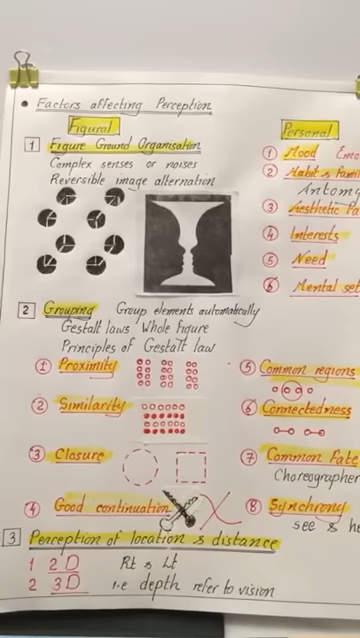 • Factors affecting Perception
Figural
1 Figure Ground Organisation
Complex senses or noises
Reversible image alternation
Personal
1 Mood Emo
2 Habit & Fami
Antomy
3 Aesthetic P
4 Interests
5 Need
6 Mental set
2 Grouping Group elements automatically
Gestalt laws Whole figure
Principles of Gestalt law
1 Proximity
2 Similarity
3 Closure
4 Good continuation
5 Common regions
6 Connectedness
7 Common Fate
Choreographer
8 Synchrony
see & he
3 Perception of location & distance
1 2D Rt & Lt
2 3D i.e depth refer to vision